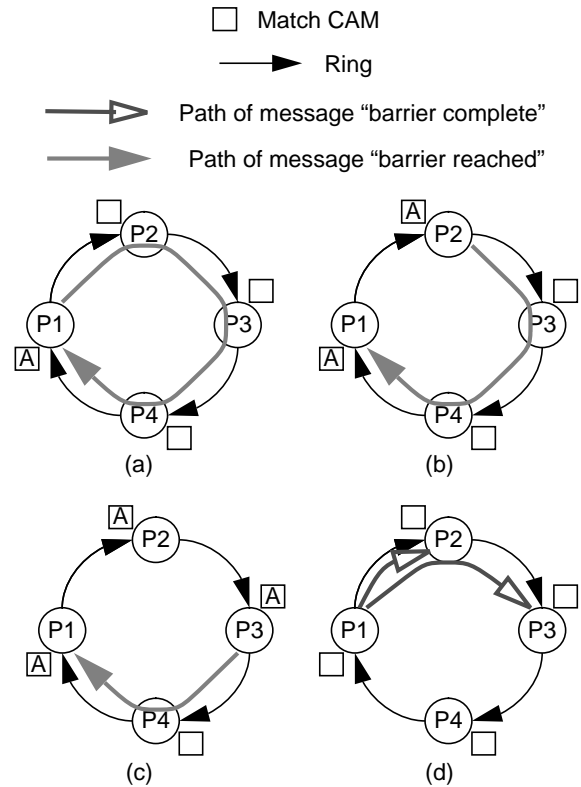 Match CAM
Ring
Path of message “barrier complete”
Path of message “barrier reached”
P2
P1
P3
A
P4
(a)
A
P2
P1
P3
A
P4
(b)
A
P2
A
P1
P3
A
P4
(c)
P2
P1
P3
P4
(d)